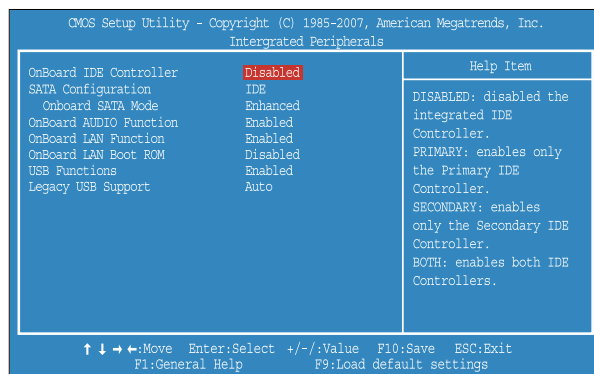 CMOS Setup Utility - Copyright (C) 1985-2007, American Megatrends, Inc.
Intergrated Peripherals
OnBoard IDE Controller Disabled
SATA Configuration IDE
Onboard SATA Mode Enhanced
OnBoard AUDIO Function Enabled
OnBoard LAN Function Enabled
OnBoard LAN Boot ROM Disabled
USB Functions Enabled
Legacy USB Support Auto
Help Item
DISABLED: disabled the
integrated IDE
Controller.
PRIMARY: enables only
the Primary IDE
Controller.
SECONDARY: enables
only the Secondary IDE
Controller.
BOTH: enables both IDE
Controllers.
↑ ↓ → ←:Move Enter:Select +/-/:Value F10:Save ESC:Exit
F1:General Help F9:Load default settings